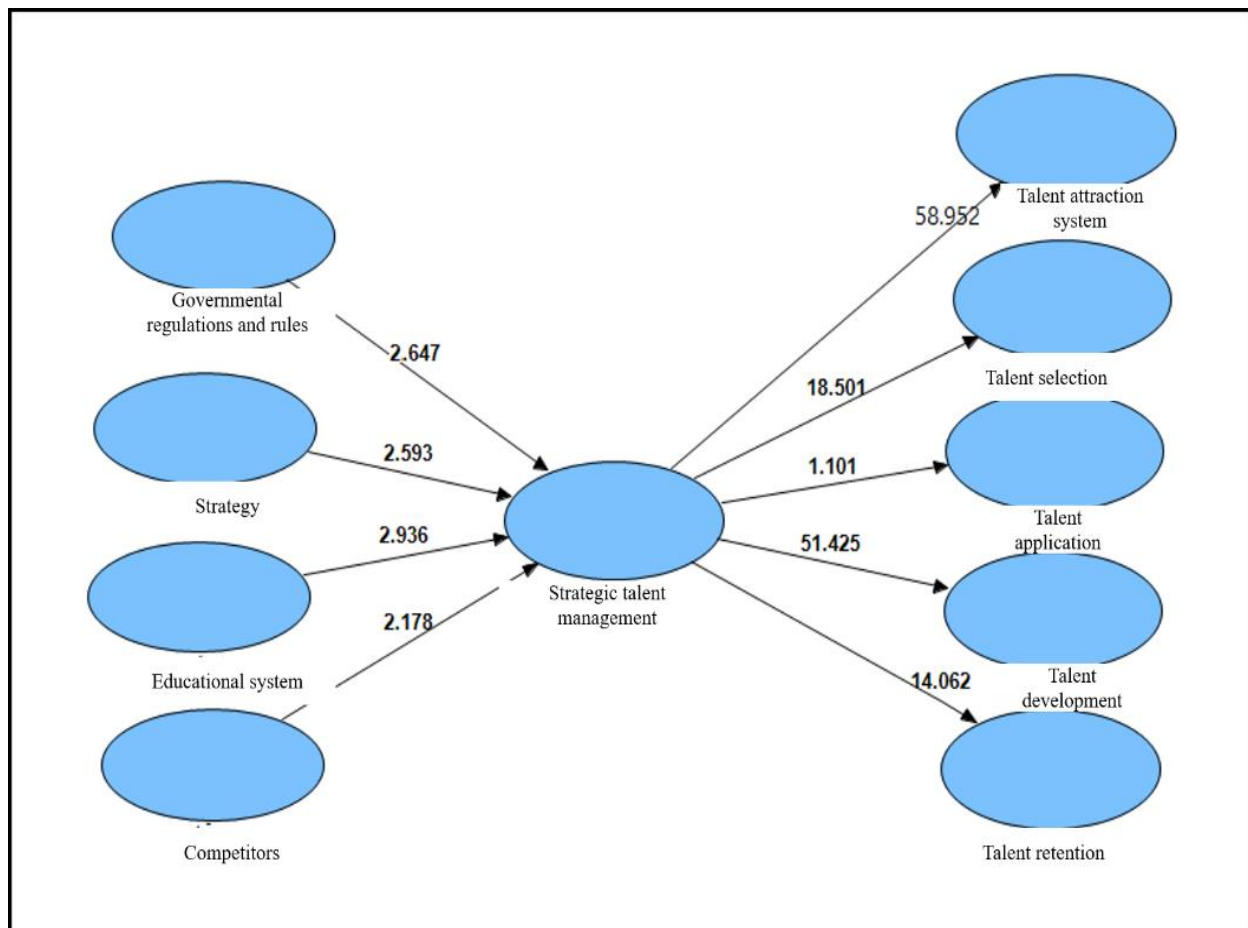 58.952
Talent attraction
system
Governmental
regulations and rules
2.647
Talent selection
18.501
2.593
1.101
Strategy
Talent
application
2.936
51.425
Strategic talent
management
2.178
Educational system
14.062
Talent
development
Competitors
Talent retention